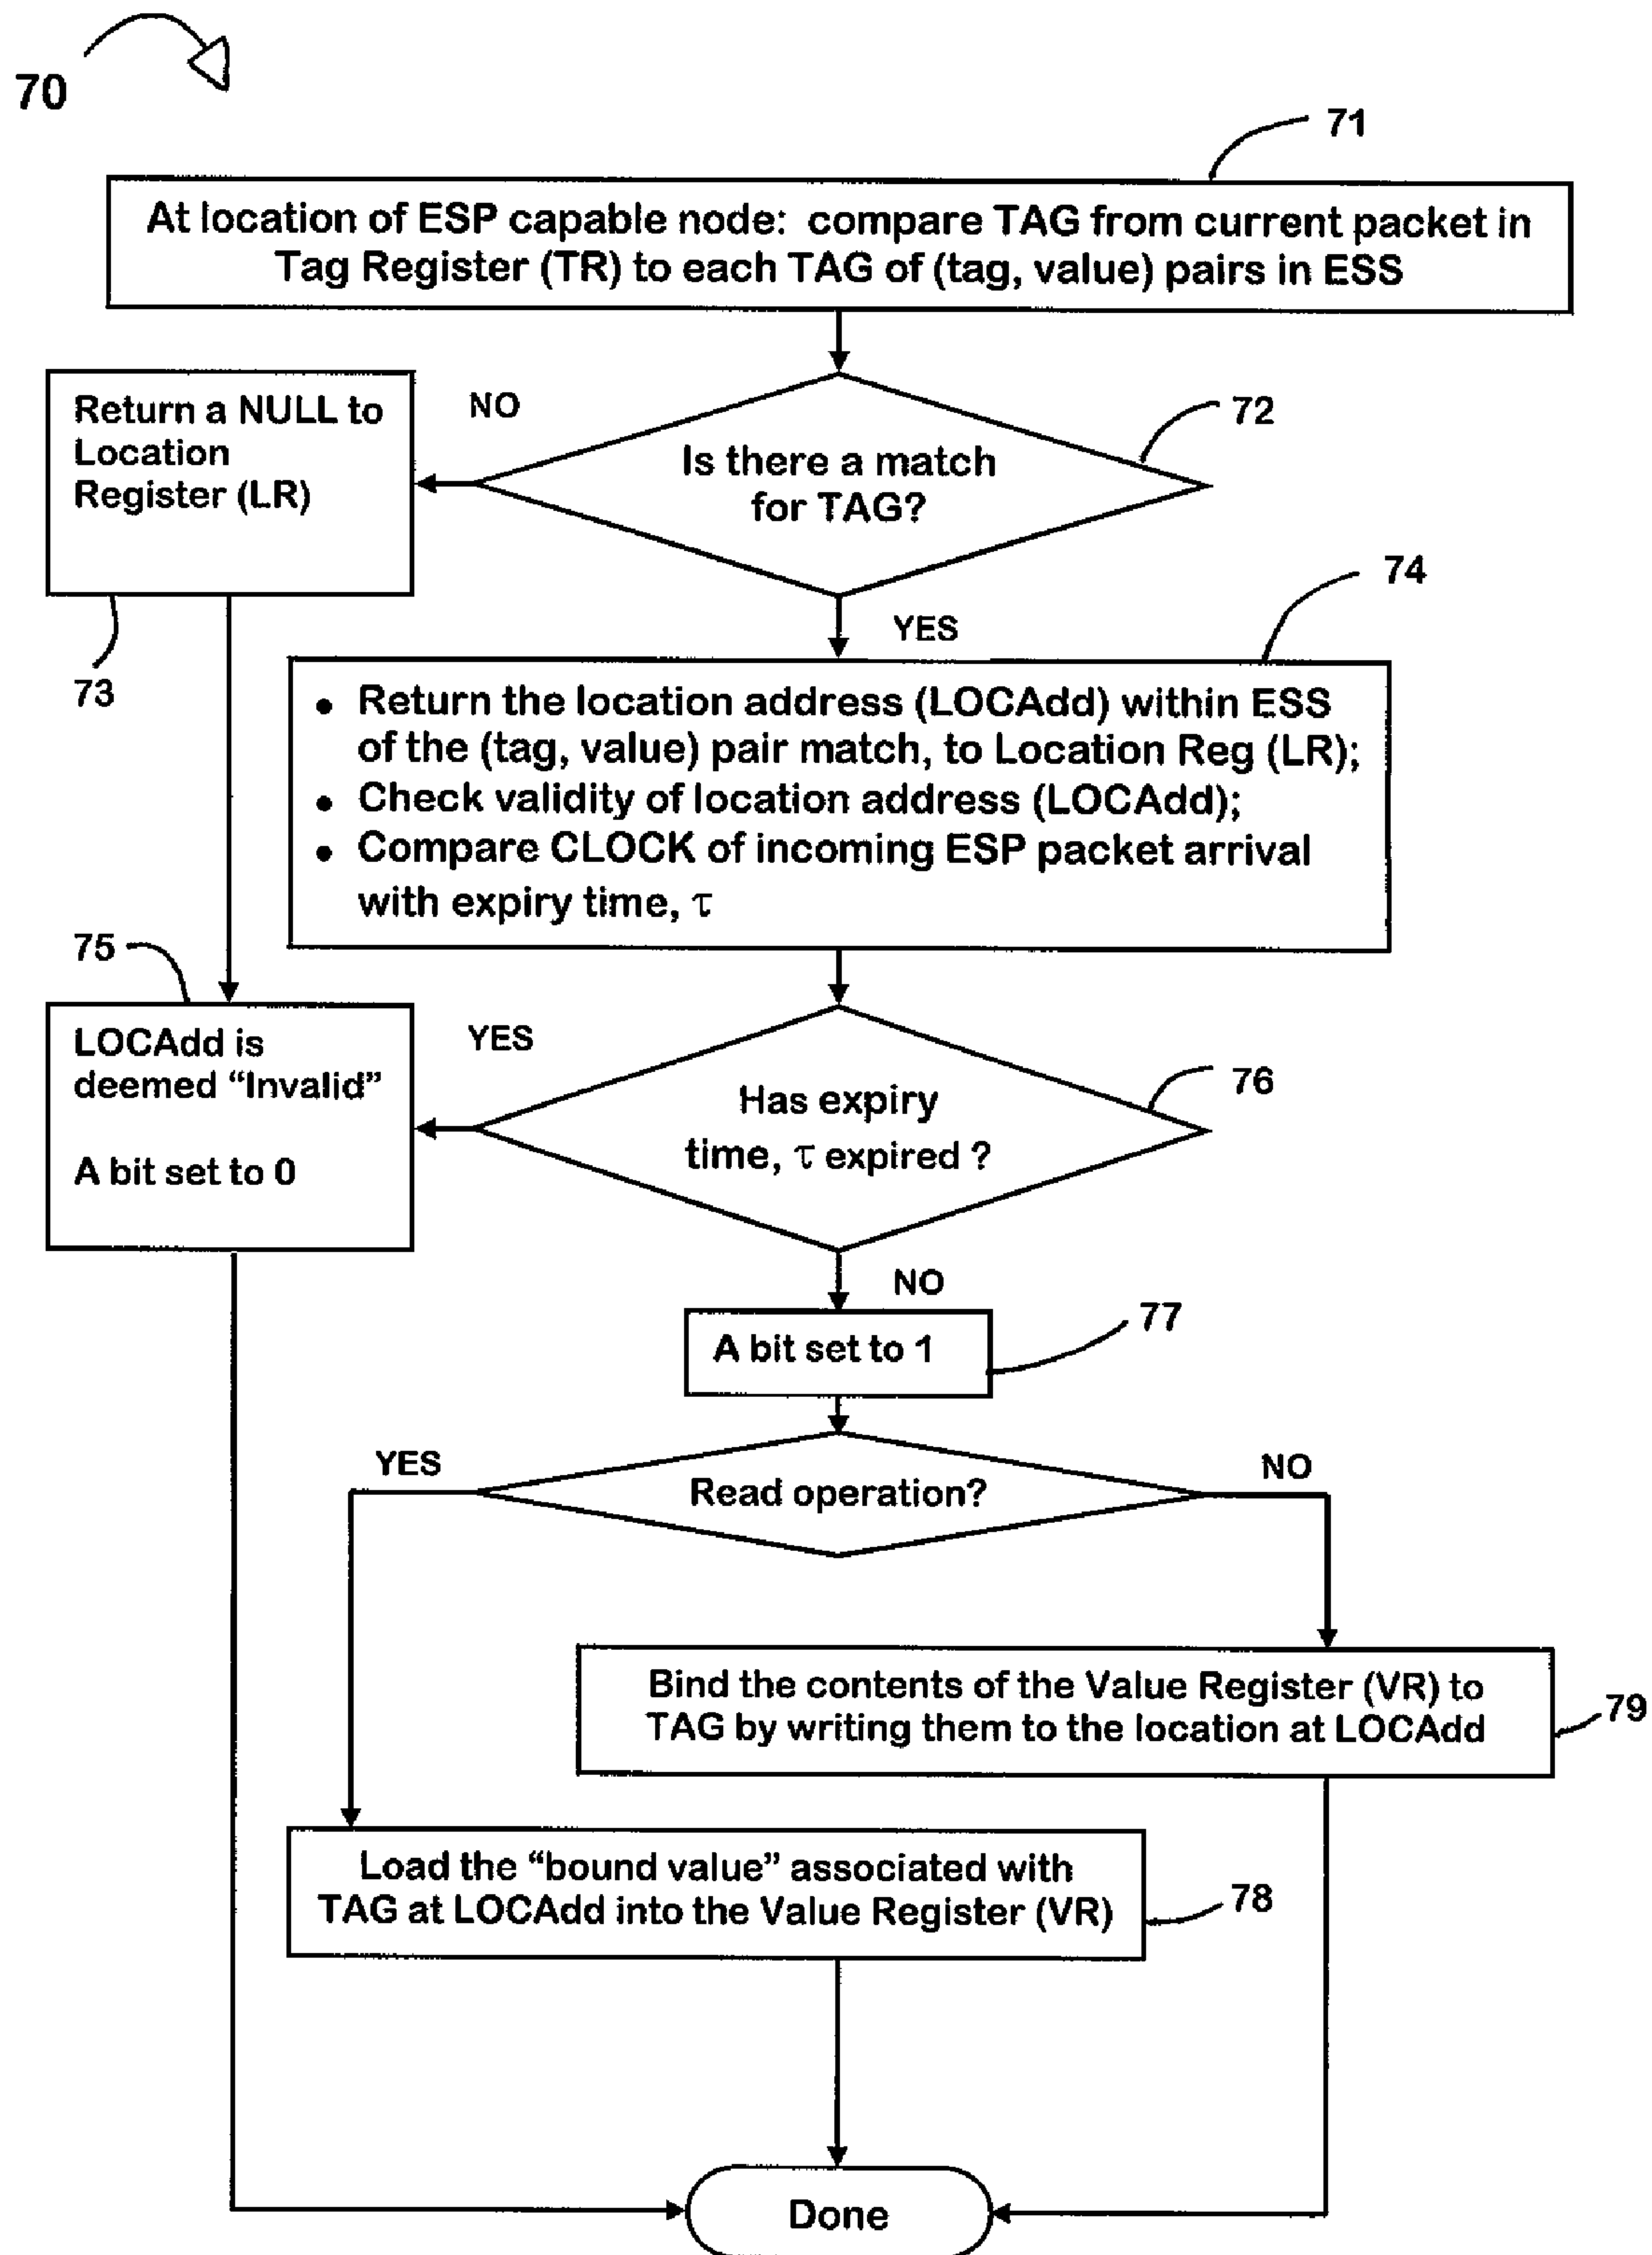 70
71
At location of ESP capable node: compare TAG from current packet in
Tag Register (TR) to each TAG of (tag, value) pairs in ESS
Return a NULL to
Location
Register (LR)
NO
72
Is there a match
for TAG?
73
YES
74
• Return the location address (LOCAdd) within ESS
of the (tag, value) pair match, to Location Reg (LR);
• Check validity of location address (LOCAdd);
• Compare CLOCK of incoming ESP packet arrival
with expiry time, τ
75
LOCAdd is
deemed “Invalid”
A bit set to 0
YES
76
Has expiry
time, τ expired ?
NO
77
A bit set to 1
YES
NO
Read operation?
Bind the contents of the Value Register (VR) to
TAG by writing them to the location at LOCAdd
79
Load the “bound value” associated with
TAG at LOCAdd into the Value Register (VR)
78
Done